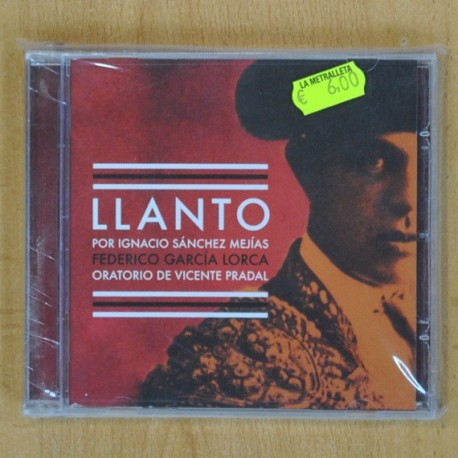 LA METRALLETA
€ 6,00
LLANTO
POR IGNACIO SÁNCHEZ MEJÍAS
FEDERICO GARCÍA LORCA
ORATORIO DE VICENTE PRADAL